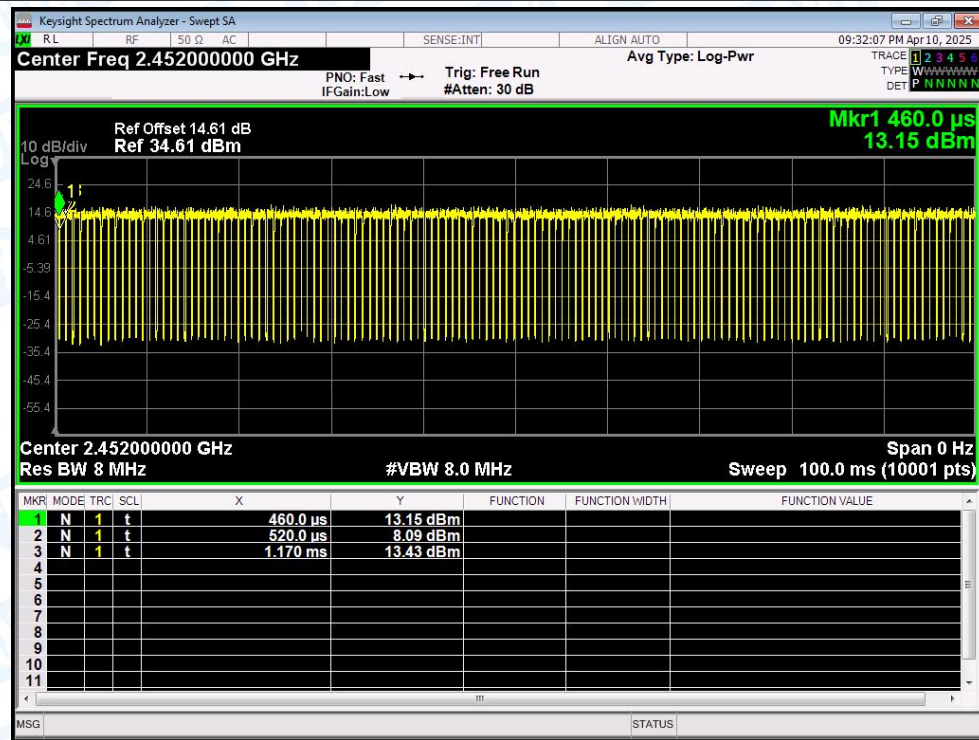 Keysight Spectrum Analyzer - Swept SA
LXI RL RF 50 Ω AC SENSE:INT ALIGN AUTO 09:32:07 PM Apr 10, 2025
Center Freq 2.452000000 GHz Avg Type: Log-Pwr TRACE 1 2 3 4 5 6
PNO: Fast Trig: Free Run TYPE WWWWWW
IFGain:Low #Atten: 30 dB DET P N N N N N
Mkr1 460.0 µs
Ref Offset 14.61 dB
10 dB/div Ref 34.61 dBm 13.15 dBm
Log
24.6
1
2
14.6
4.61
-5.39
-15.4
-25.4
-35.4
-45.4
-55.4
Center 2.452000000 GHz Span 0 Hz
Res BW 8 MHz #VBW 8.0 MHz Sweep 100.0 ms (10001 pts)
MKR MODE TRC SCL X Y FUNCTION FUNCTION WIDTH FUNCTION VALUE
1 N 1 t 460.0 µs 13.15 dBm
2 N 1 t 520.0 µs 8.09 dBm
3 N 1 t 1.170 ms 13.43 dBm
4
5
6
7
8
9
10
11
MSG STATUS